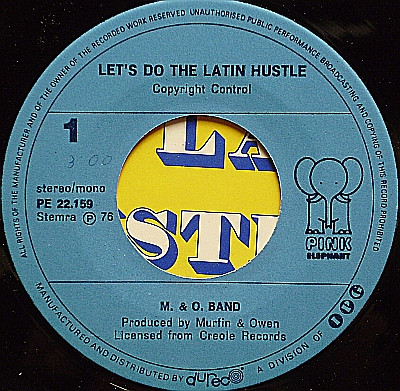 ALL RIGHTS OF THE MANUFACTURER AND OF THE OWNER OF THE RECORDED WORK RESERVED UNAUTHORISED PUBLIC PERFORMANCE BROADCASTING AND COPYING OF THIS RECORD PROHIBITED
LET'S DO THE LATIN HUSTLE
Copyright Control
1
3 00
stereo/mono
PE 22.159
Stemra Ⓟ 76
LA
STL
PINK
ELEPHANT
M. & O. BAND
Produced by Murfin & Owen
Licensed from Creole Records
MANUFACTURED AND DISTRIBUTED BY dureco A DIVISION OF